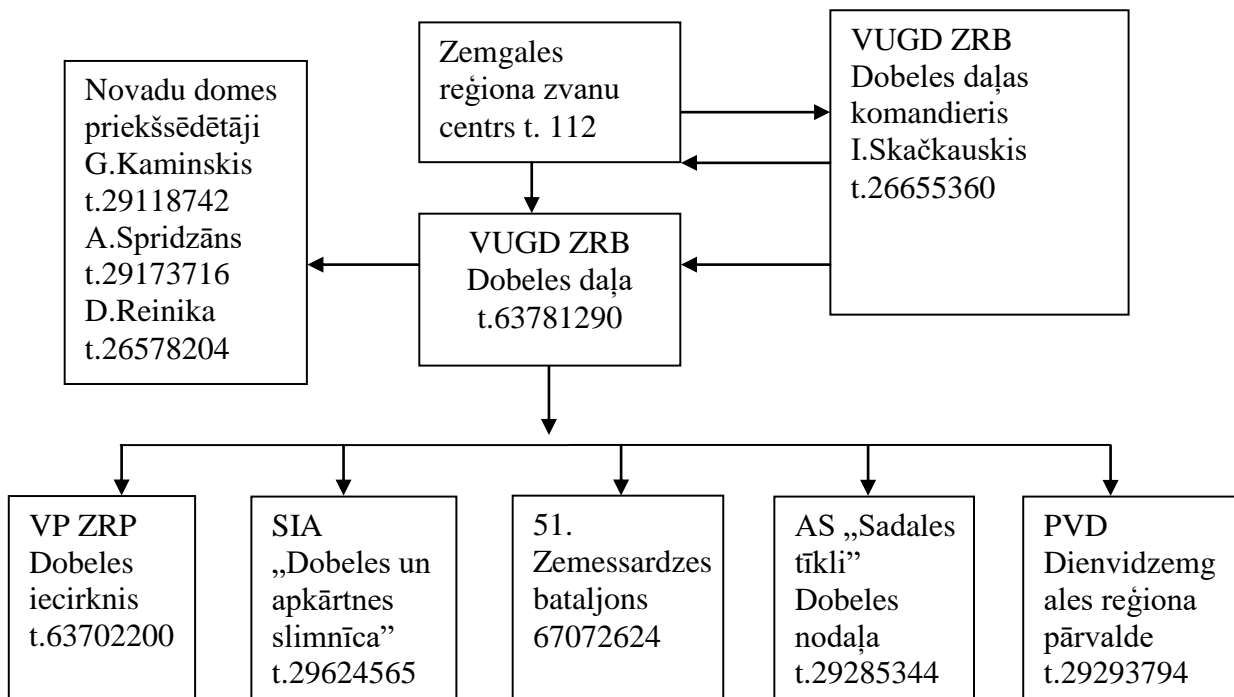 Novadu domes
priekšsēdētāji
G.Kaminskis
t.29118742
A.Spridzāns
t.29173716
D.Reinika
t.26578204
Zemgales
reģiona zvanu
centrs t. 112
VUGD ZRB
Dobeles daļas
komandieris
I.Skačkauskis
t.26655360
VUGD ZRB
Dobeles daļa
t.63781290
VP ZRP
Dobeles
iecirknis
t.63702200
SIA
„Dobeles un
apkārtnes
slimnīca”
t.29624565
51.
Zemessardzes
bataljons
67072624
AS „Sadales
tīkli”
Dobeles
nodaļa
t.29285344
PVD
Dienvidzemg
ales reģiona
pārvalde
t.29293794